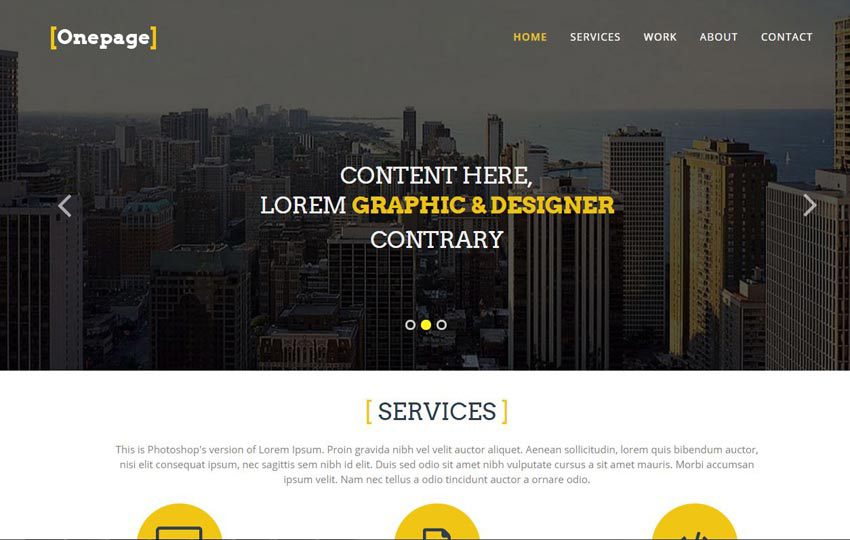 [Onepage]
HOME SERVICES WORK ABOUT CONTACT
CONTENT HERE,
LOREM GRAPHIC & DESIGNER
CONTRARY
[ SERVICES ]
This is Photoshop's version of Lorem Ipsum. Proin gravida nibh vel velit auctor aliquet. Aenean sollicitudin, lorem quis bibendum auctor,
nisi elit consequat ipsum, nec sagittis sem nibh id elit. Duis sed odio sit amet nibh vulputate cursus a sit amet mauris. Morbi accumsan
ipsum velit. Nam nec tellus a odio tincidunt auctor a ornare odio.